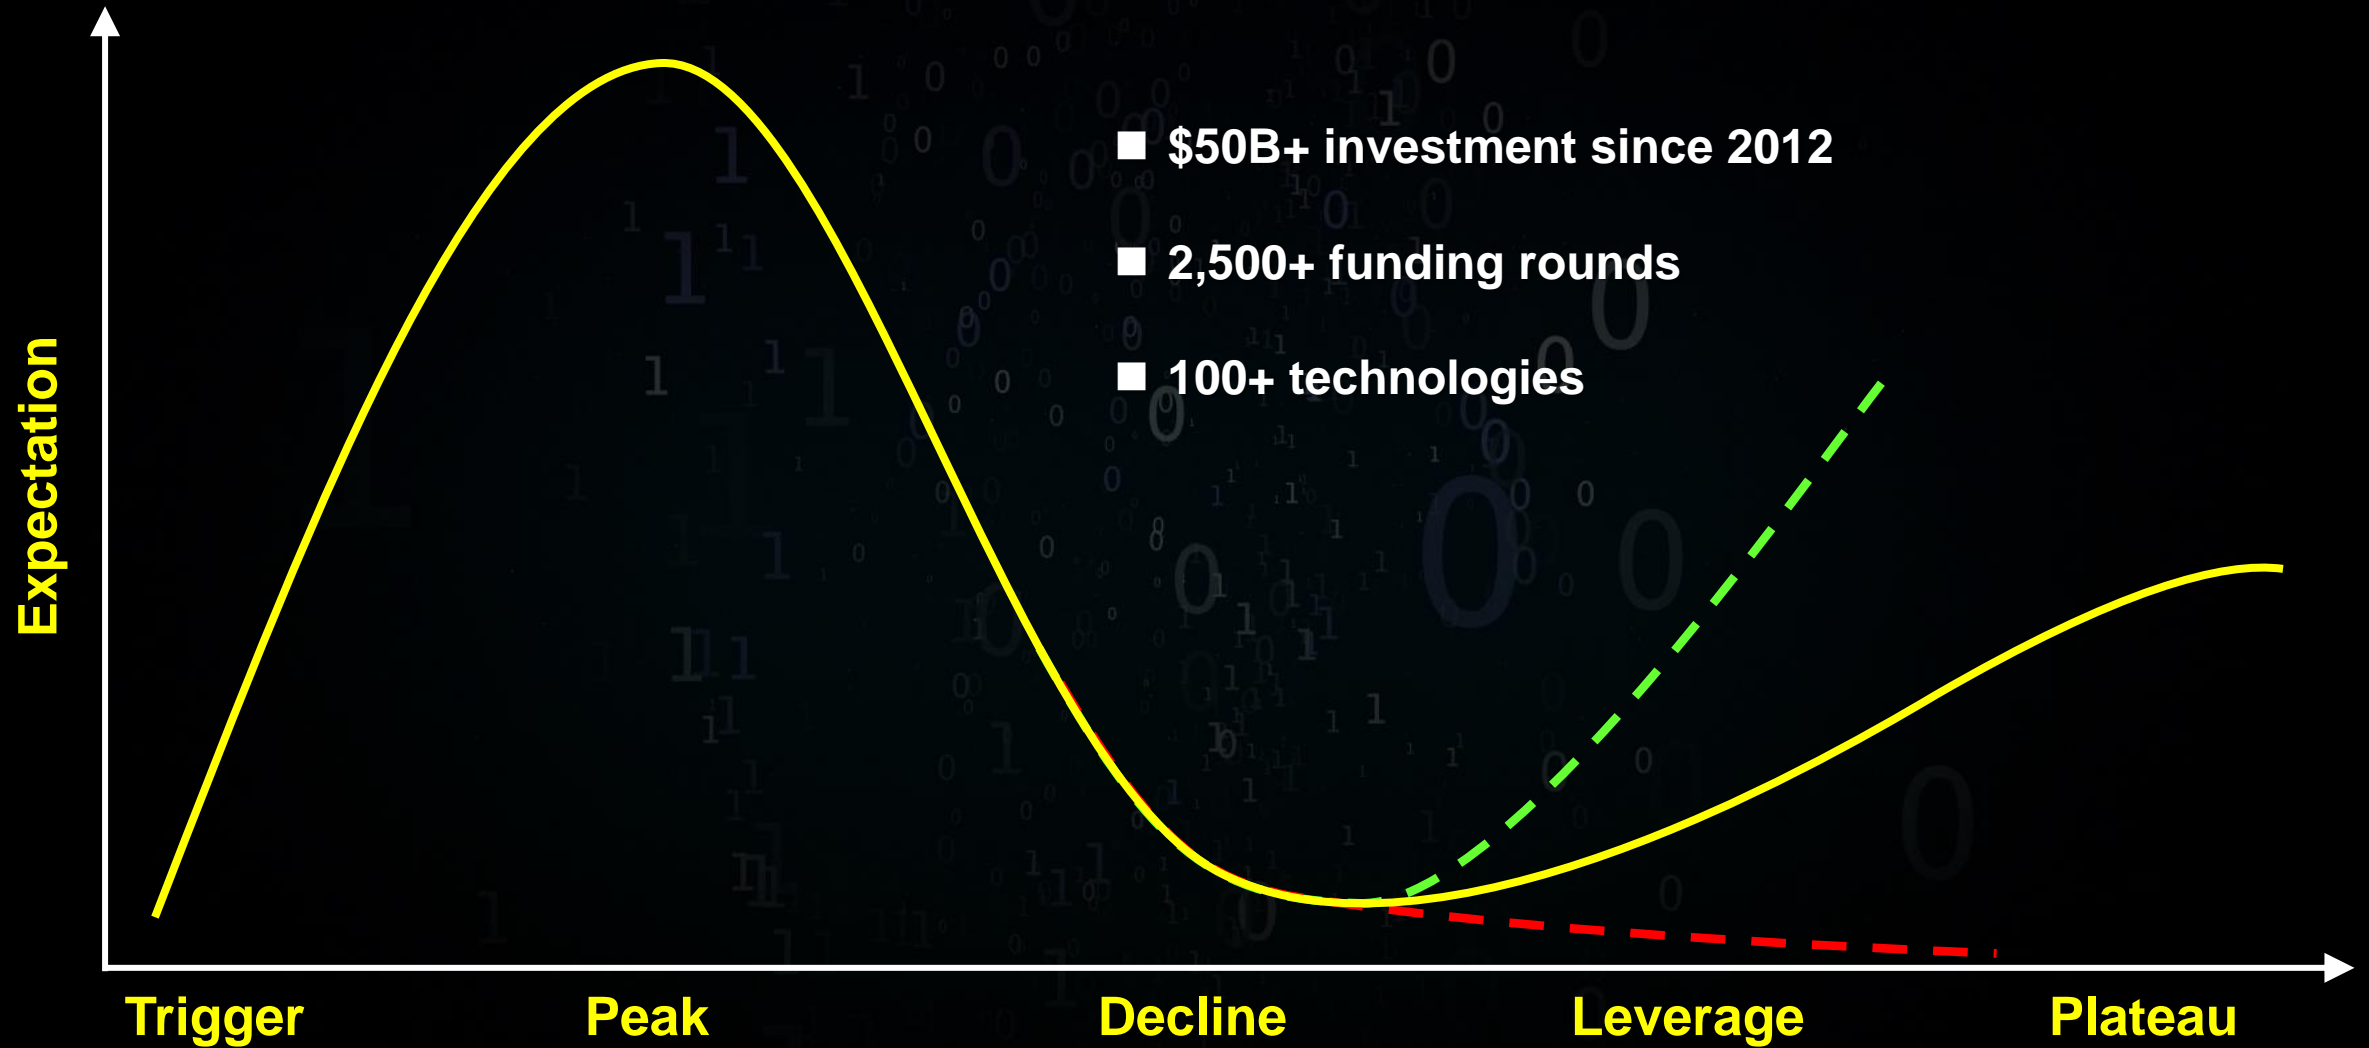 $50B+ investment since 2012
2,500+ funding rounds
100+ technologies
Expectation
Trigger
Peak
Decline
Leverage
Plateau